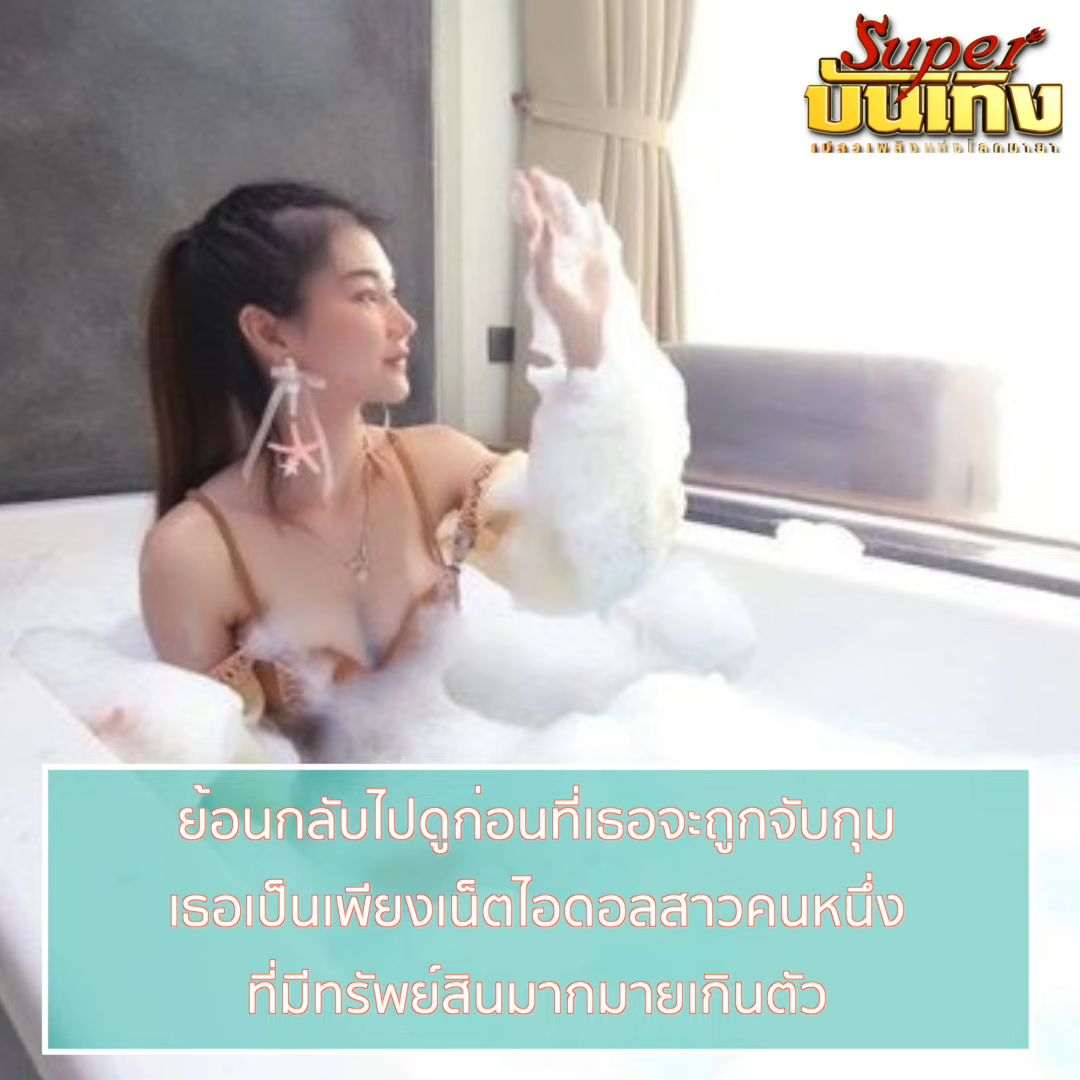 Super
บันเทิง
ย้อนกลับไปดูก่อนที่เธอจะถูกจับกุม
เธอเป็นเพียงเน็ตไอดอลสาวคนหนึ่ง
ที่มีทรัพย์สินมากมายเกินตัว